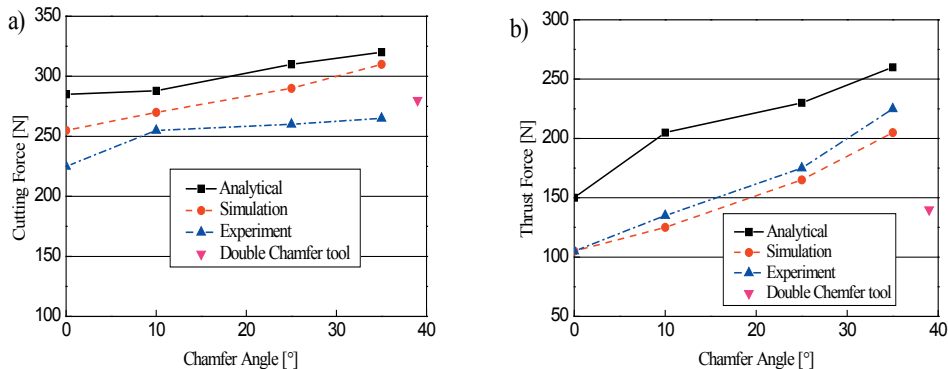 a)
350
300
250
200
150
100
Cutting Force [N]
Analytical
Simulation
Experiment
Double Chamfer tool
0 10 20 30 40
Chamfer Angle [°]
b)
300
250
200
150
100
50
Thrust Force [N]
Analytical
Simulation
Experiment
Double Chemfer tool
0 10 20 30 40
Chamfer Angle [°]